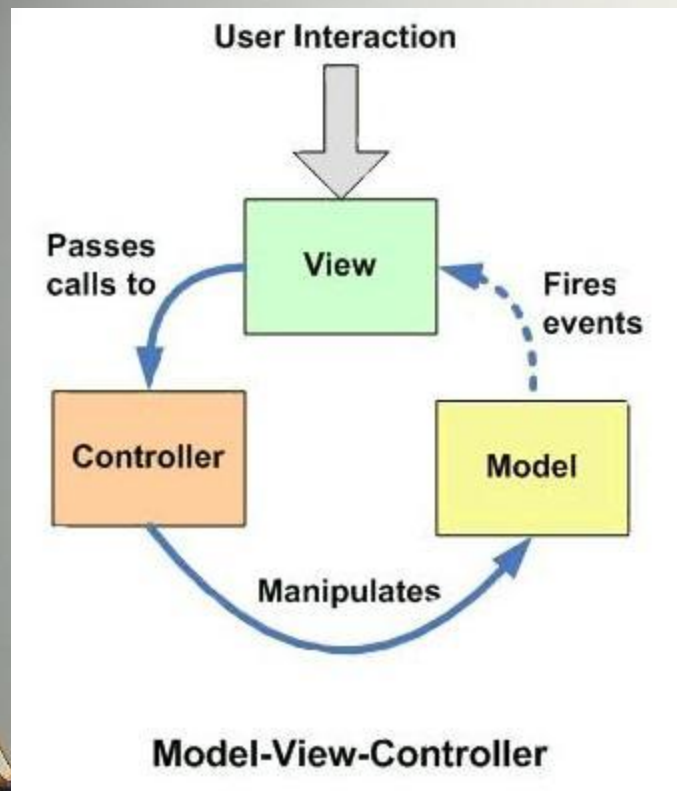 User Interaction
Passes
calls to
View
Fires
events
Controller
Model
Manipulates
Model-View-Controller